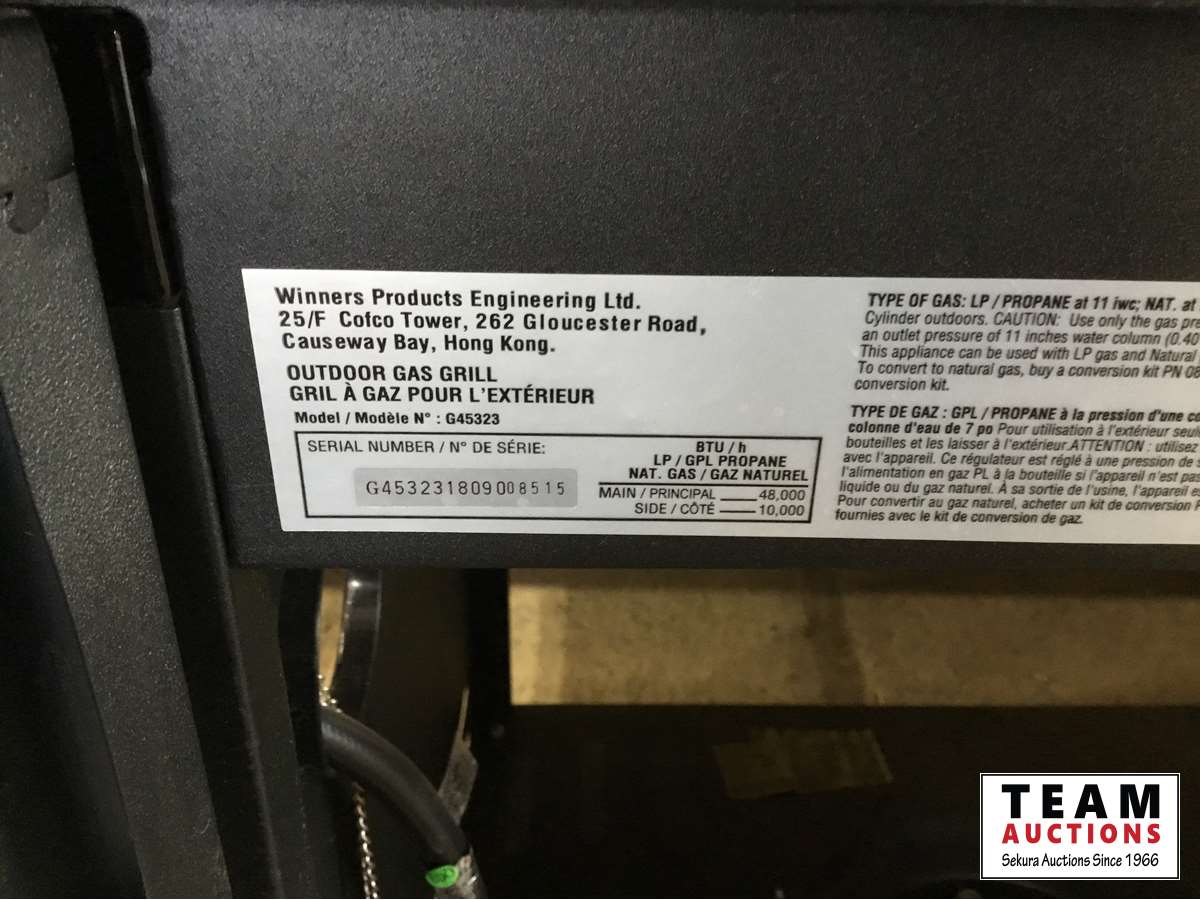 Winners Products Engineering Ltd.
25/F Cofco Tower, 262 Gloucester Road,
Causeway Bay, Hong Kong.
OUTDOOR GAS GRILL
GRIL À GAZ POUR L'EXTÉRIEUR
Model / Modèle N° : G45323
SERIAL NUMBER / N° DE SÉRIE:
G453231809008515
BTU / h
LP / GPL PROPANE
NAT. GAS / GAZ NATUREL
MAIN / PRINCIPAL 48,000
SIDE / CÔTÉ 10,000
TYPE OF GAS: LP / PROPANE at 11 iwc; NAT. at
Cylinder outdoors. CAUTION: Use only the gas pre
an outlet pressure of 11 inches water column (0.40
This appliance can be used with LP gas and Natural
To convert to natural gas, buy a conversion kit PN 08
conversion kit.
TYPE DE GAZ : GPL / PROPANE à la pression d'une co
colonne d'eau de 7 po Pour utilisation à l'extérieur seul
bouteilles et les laisser à l'extérieur.ATTENTION : utilisez
avec l'appareil. Ce régulateur est réglé à une pression de s
l'alimentation en gaz PL à la bouteille si l'appareil n'est pas
liquide ou du gaz naturel. À sa sortie de l'usine, l'appareil e
Pour convertir au gaz naturel, acheter un kit de conversion P
fournies avec le kit de conversion de gaz.
TEAM
AUCTIONS
Sekura Auctions Since 1966